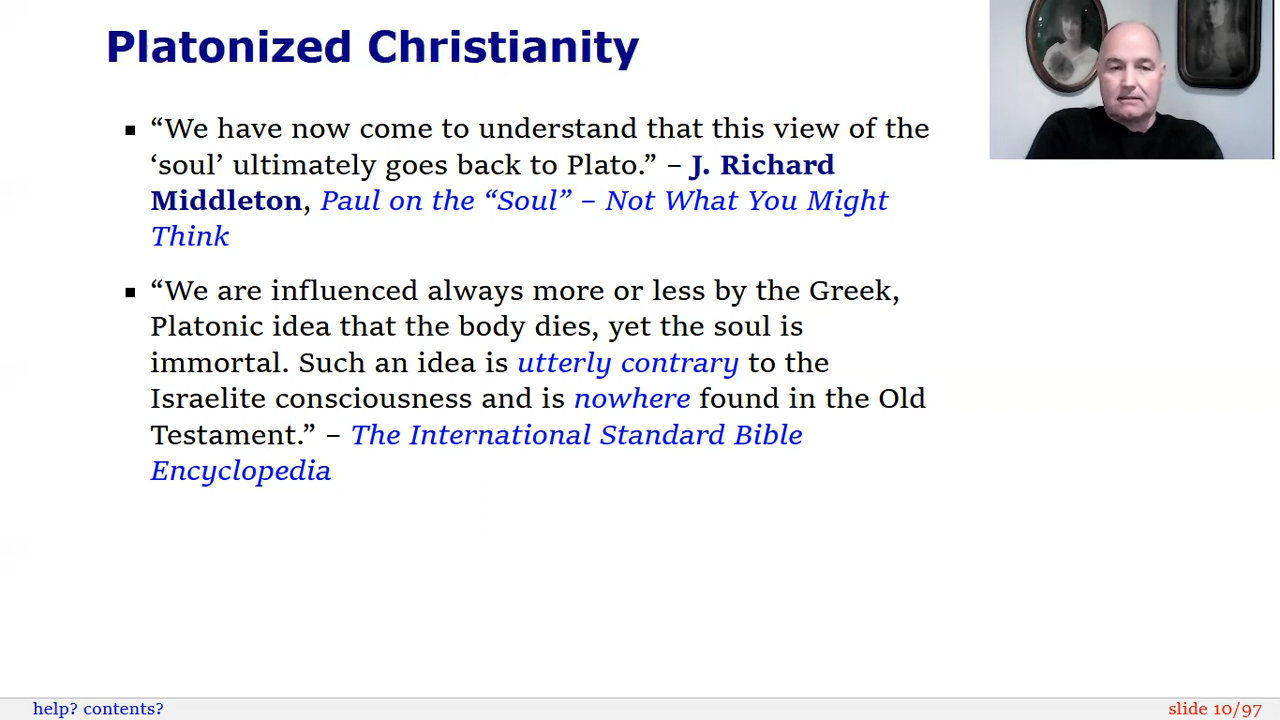 Platonized Christianity
▪ “We have now come to understand that this view of the
‘soul’ ultimately goes back to Plato.” – J. Richard
Middleton, Paul on the “Soul” – Not What You Might
Think
▪ “We are influenced always more or less by the Greek,
Platonic idea that the body dies, yet the soul is
immortal. Such an idea is utterly contrary to the
Israelite consciousness and is nowhere found in the Old
Testament.” – The International Standard Bible
Encyclopedia
help? contents?
slide 10/97